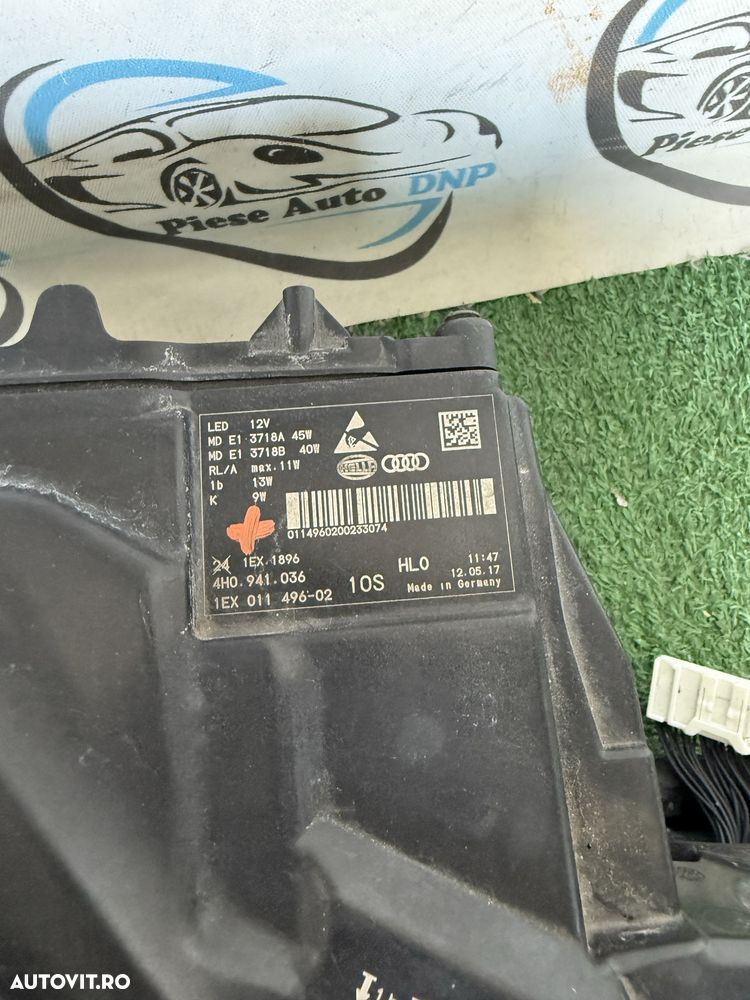 Piese Auto DNP
Piese
LED 12V
MD E1 3718A 45W
MD E1 3718B 40W
RL/A max.11W
1b 13W
K 9W
HELLA
0114960200233074
24 1EX.1896
4H0.941.036
1EX 011 496-02
10S
HL0
11:47
12.05.17
Made in Germany
AUTOVIT.RO